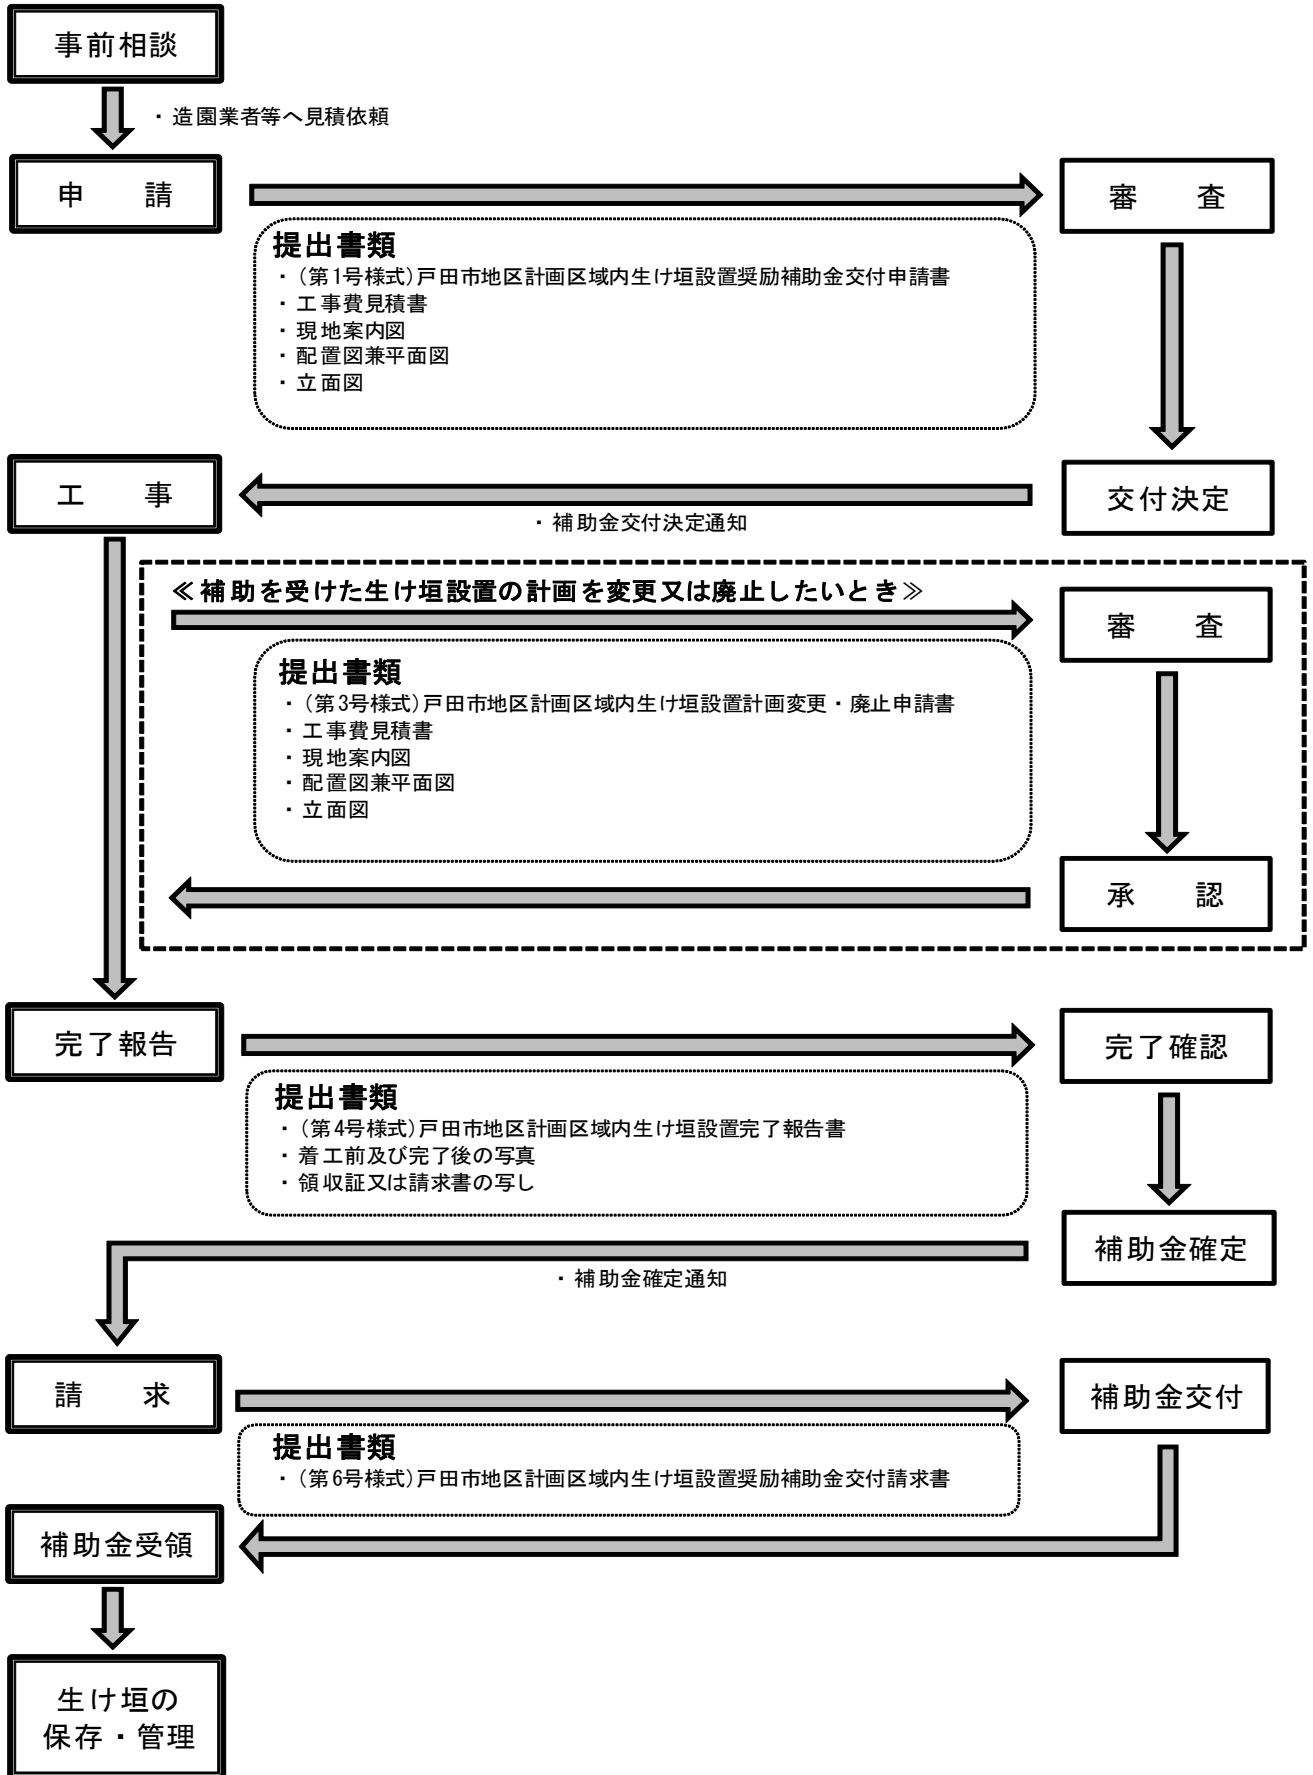 事前相談
・造園業者等へ見積依頼
申　請
審　査
提出書類
・（第1号様式）戸田市地区計画区域内生け垣設置奨励補助金交付申請書
・工事費見積書
・現地案内図
・配置図兼平面図
・立面図
工　事
交付決定
・補助金交付決定通知
≪補助を受けた生け垣設置の計画を変更又は廃止したいとき≫
審　査
提出書類
・（第3号様式）戸田市地区計画区域内生け垣設置計画変更・廃止申請書
・工事費見積書
・現地案内図
・配置図兼平面図
・立面図
承　認
完了報告
完了確認
提出書類
・（第4号様式）戸田市地区計画区域内生け垣設置完了報告書
・着工前及び完了後の写真
・領収証又は請求書の写し
補助金確定
・補助金確定通知
請　求
補助金交付
提出書類
・（第6号様式）戸田市地区計画区域内生け垣設置奨励補助金交付請求書
補助金受領
生け垣の
保存・管理